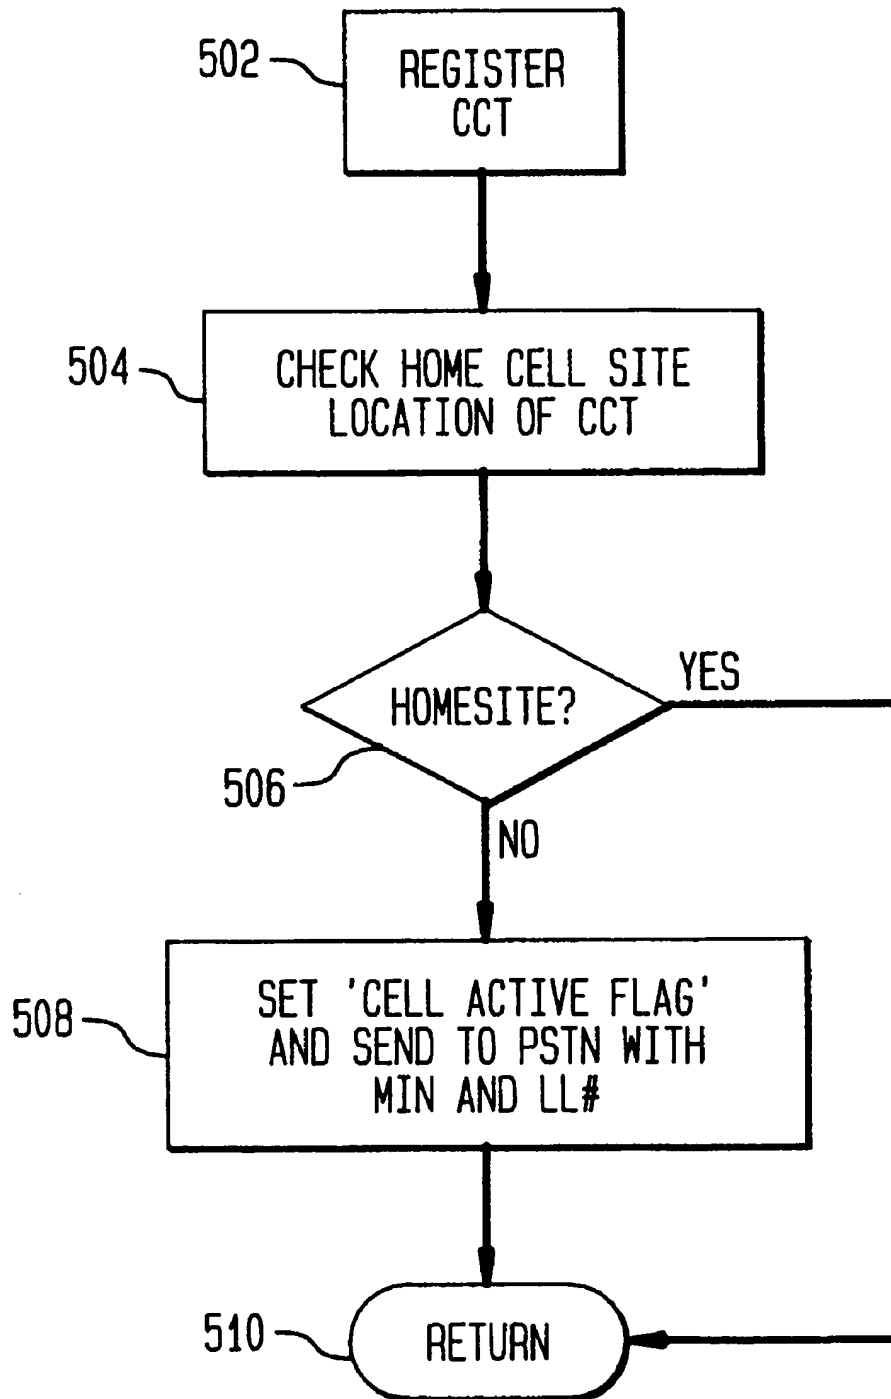 502
REGISTER
CCT
504
CHECK HOME CELL SITE
LOCATION OF CCT
HOMESITE?
YES
506
NO
508
SET 'CELL ACTIVE FLAG'
AND SEND TO PSTN WITH
MIN AND LL#
510
RETURN